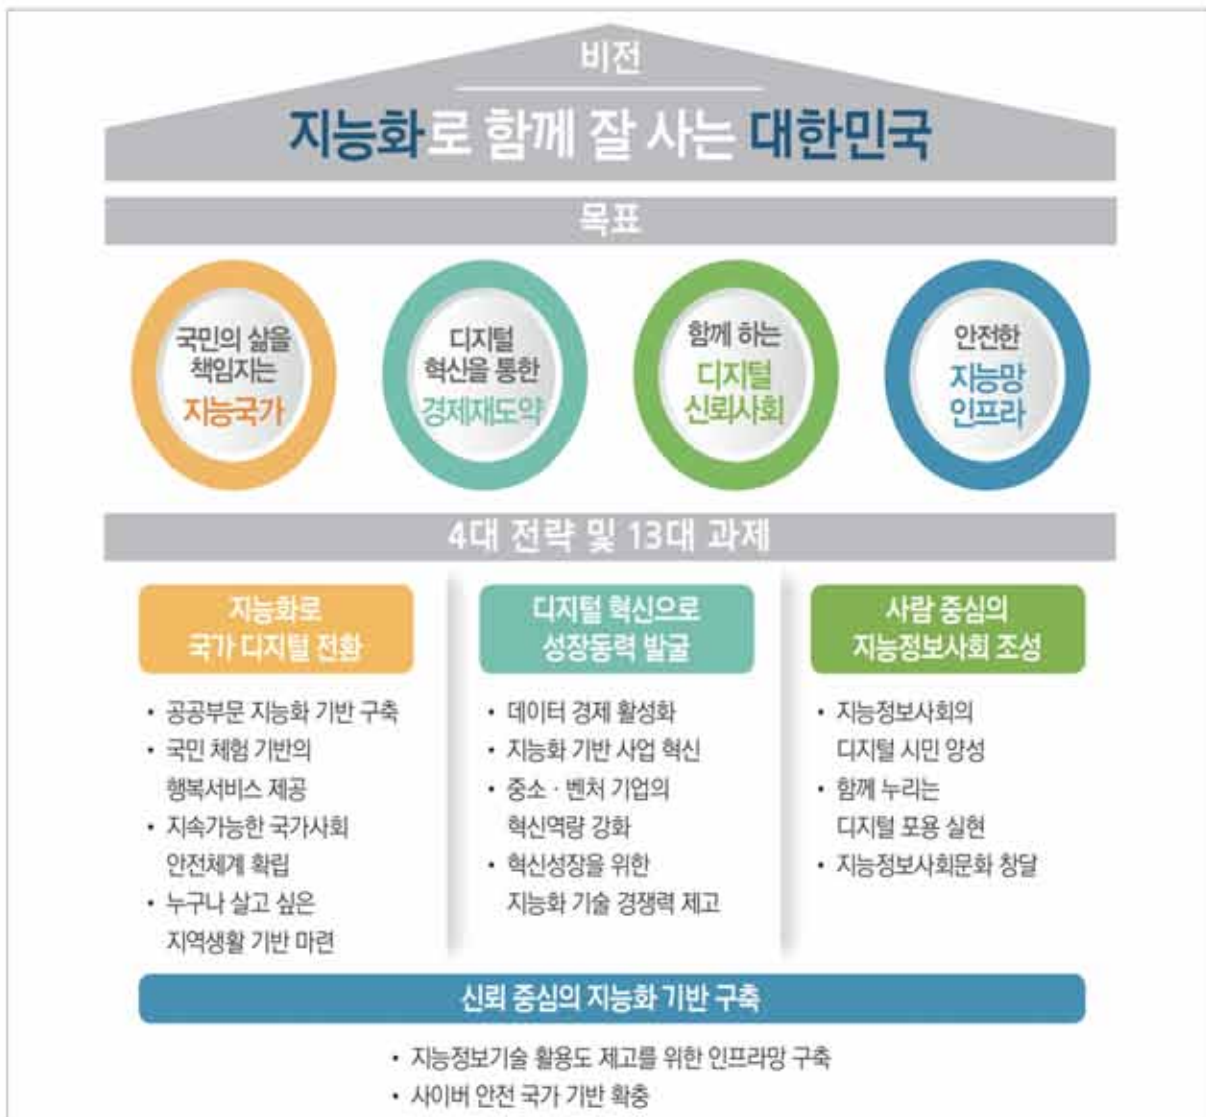 비전
지능화로 함께 잘 사는 대한민국
목표
국민의 삶을
책임지는
지능국가
디지털
혁신을 통한
경제재도약
함께 하는
디지털
신뢰사회
안전한
지능망
인프라
4대 전략 및 13대 과제
지능화로
국가 디지털 전환
• 공공부문 지능화 기반 구축
• 국민 체험 기반의
행복서비스 제공
• 지속가능한 국가사회
안전체계 확립
• 누구나 살고 싶은
지역생활 기반 마련
디지털 혁신으로
성장동력 발굴
• 데이터 경제 활성화
• 지능화 기반 사업 혁신
• 중소 · 벤처 기업의
혁신역량 강화
• 혁신성장을 위한
지능화 기술 경쟁력 제고
사람 중심의
지능정보사회 조성
• 지능정보사회의
디지털 시민 양성
• 함께 누리는
디지털 포용 실현
• 지능정보사회문화 창달
신뢰 중심의 지능화 기반 구축
• 지능정보기술 활용도 제고를 위한 인프라망 구축
• 사이버 안전 국가 기반 확충